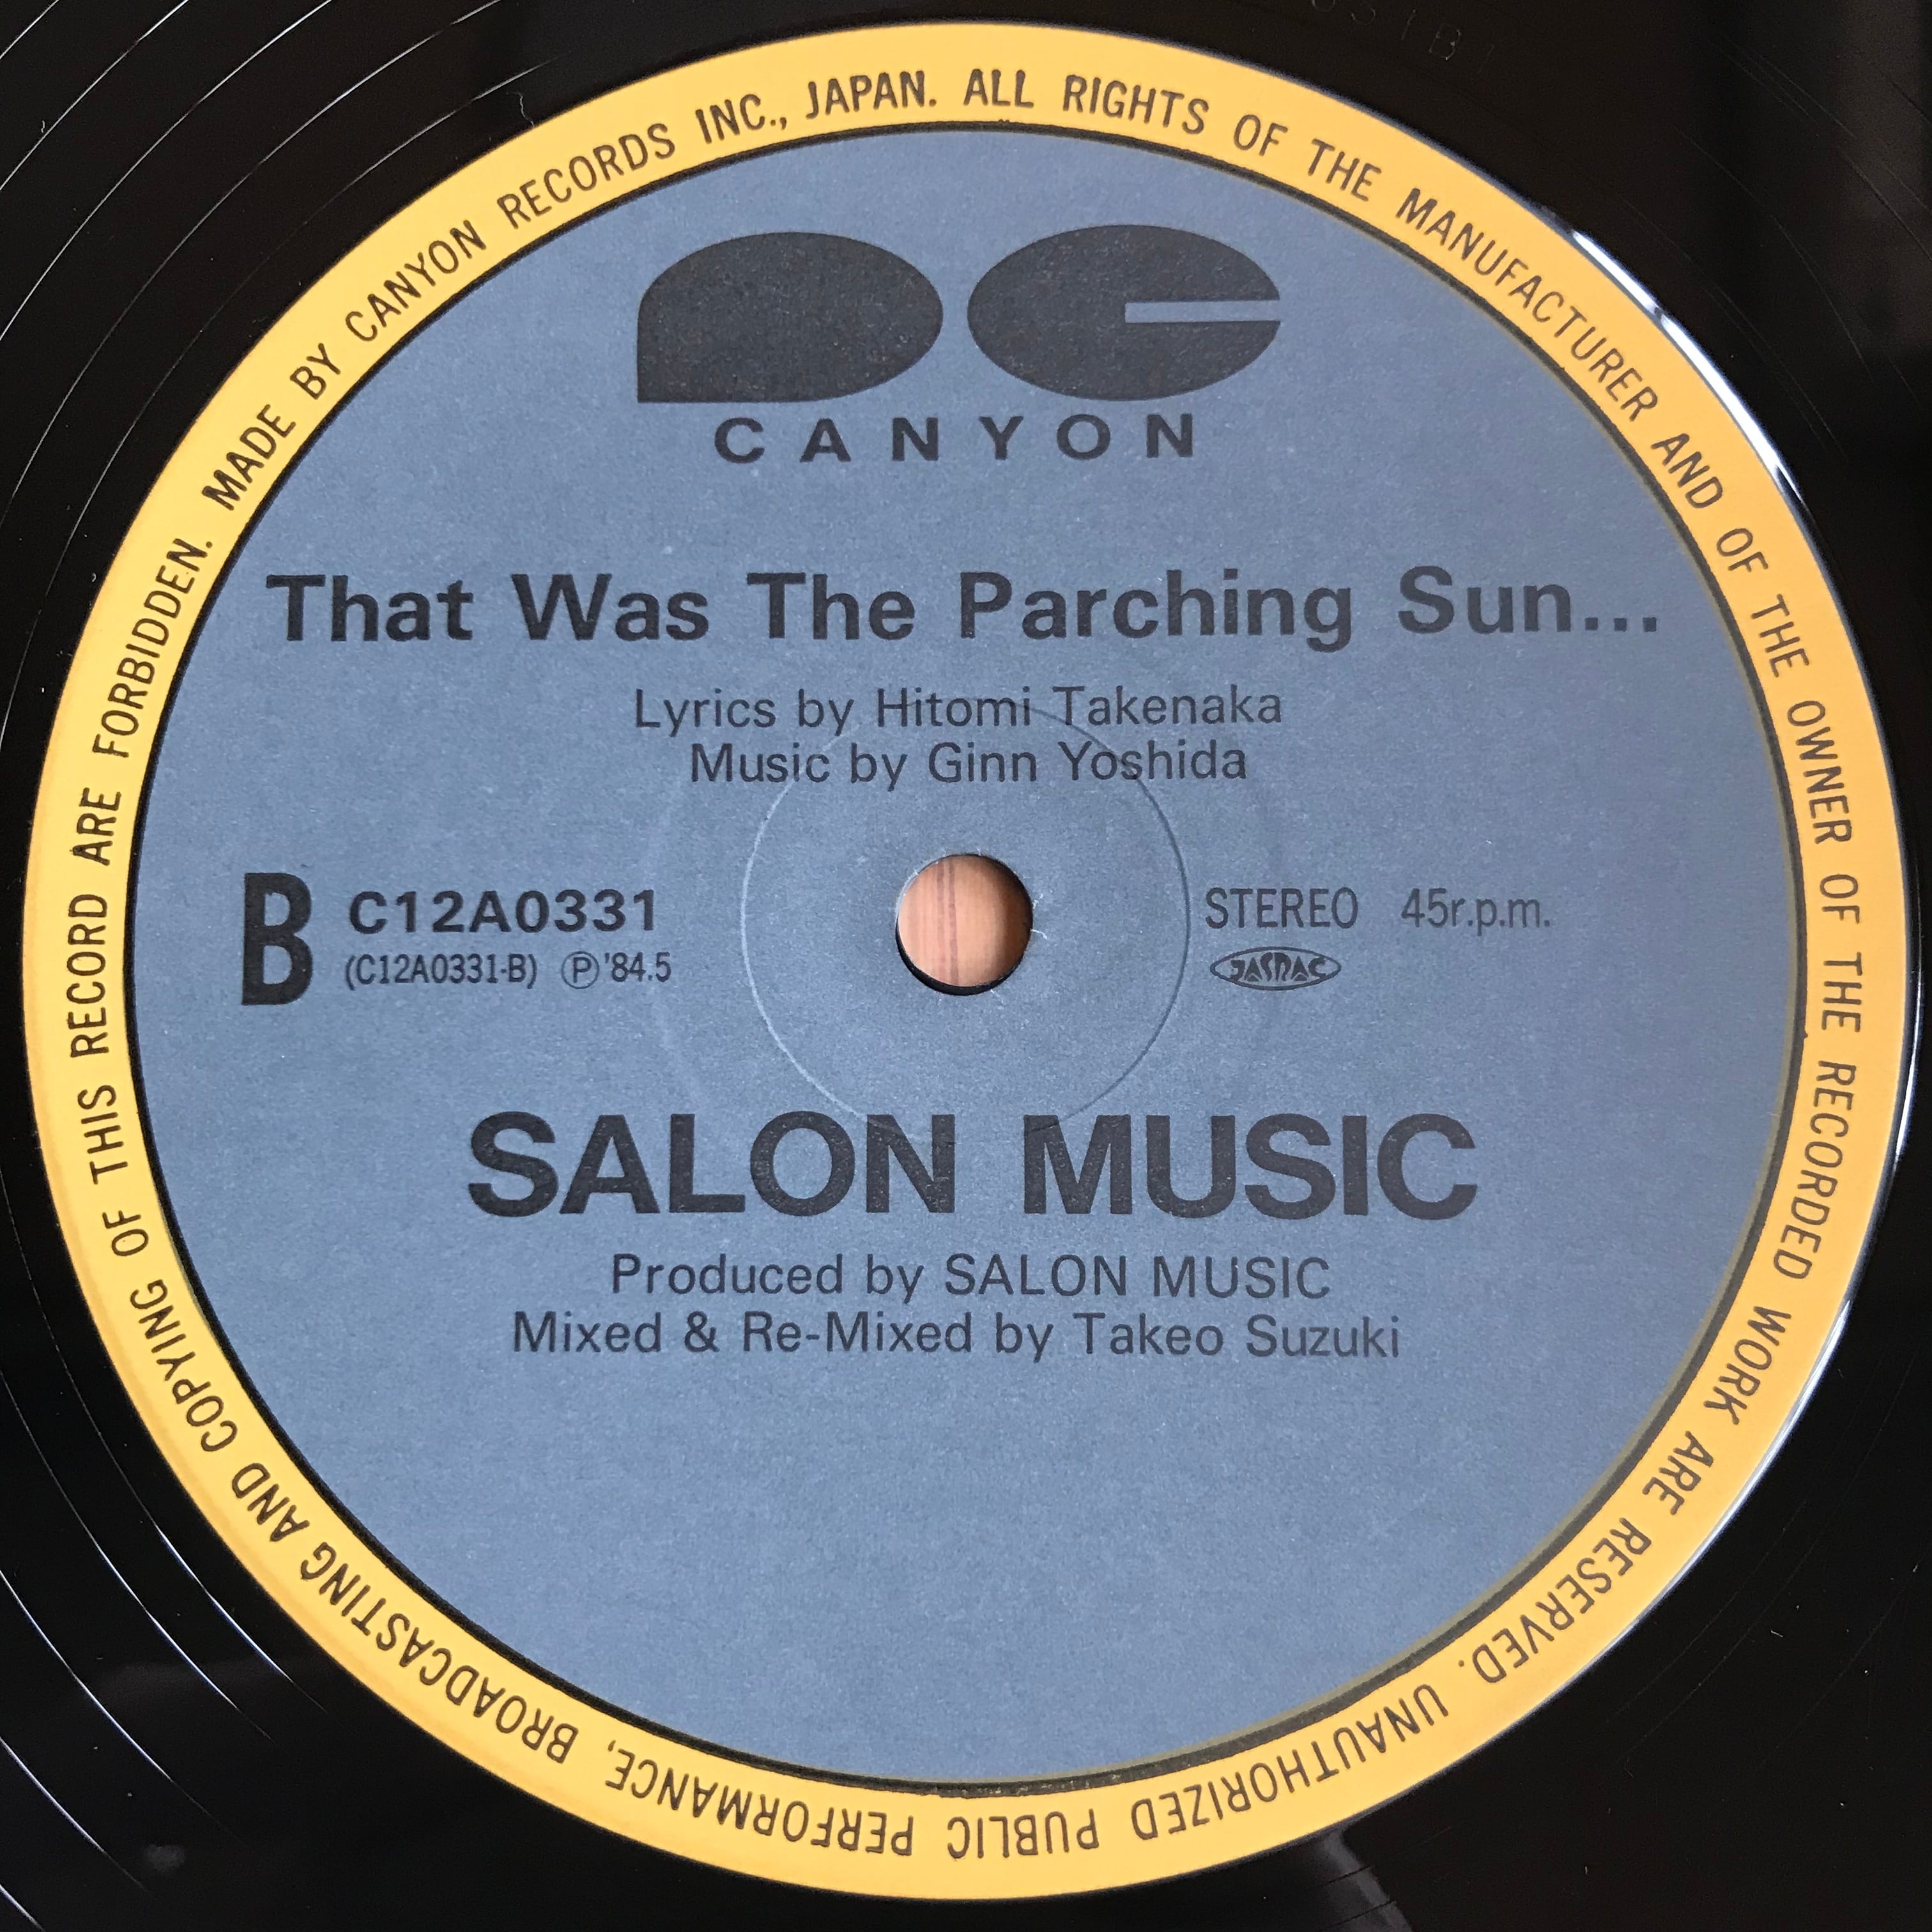 MADE BY CANYON RECORDS INC., JAPAN. ALL RIGHTS OF THE MANUFACTURER AND OF THE OWNER OF THE RECORDED WORK ARE RESERVED. UNAUTHORIZED PUBLIC PERFORMANCE, BROADCASTING AND COPYING OF THIS RECORD ARE FORBIDDEN.
PC
CANYON
That Was The Parching Sun...
Lyrics by Hitomi Takenaka
Music by Ginn Yoshida
B C12A0331 STEREO 45r.p.m.
(C12A0331-B) Ⓟ'84.5 JASRAC
SALON MUSIC
Produced by SALON MUSIC
Mixed & Re-Mixed by Takeo Suzuki